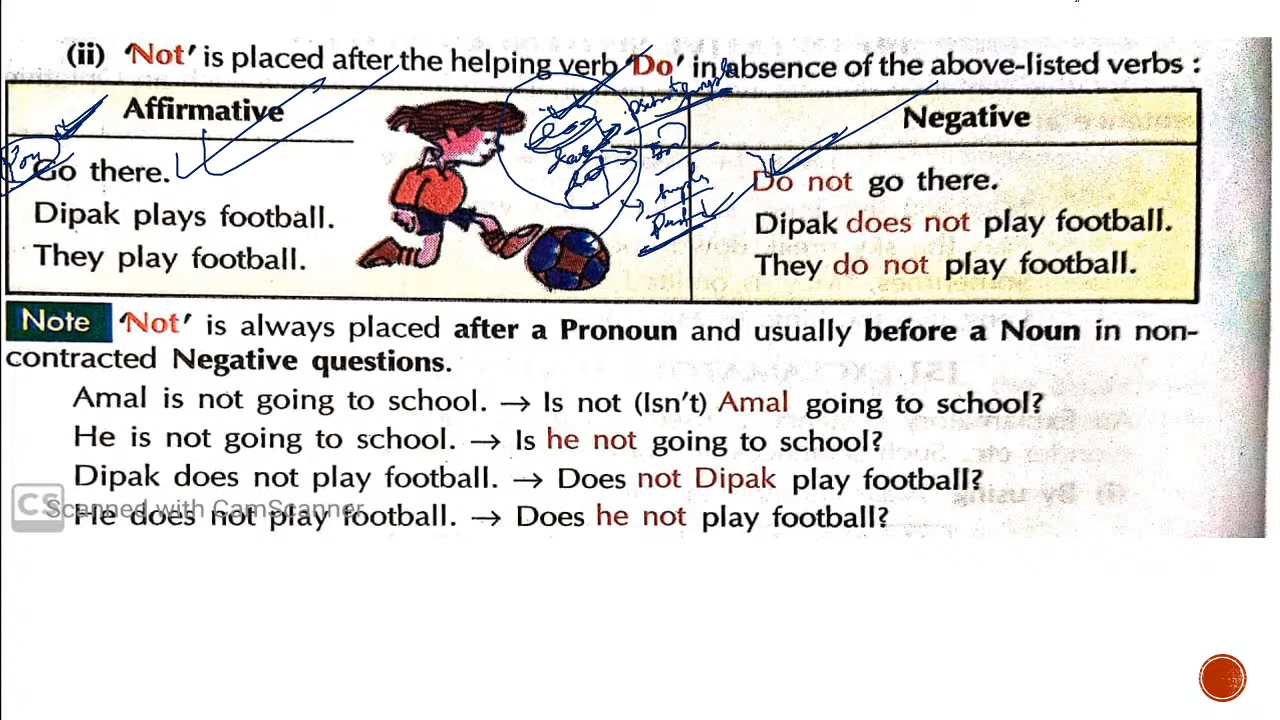 (ii) 'Not' is placed after the helping verb 'Do' in absence of the above-listed verbs :
Affirmative
Negative
Go there.
Do not go there.
Dipak plays football.
Dipak does not play football.
They play football.
They do not play football.
Note 'Not' is always placed after a Pronoun and usually before a Noun in non-
contracted Negative questions.
Amal is not going to school. → Is not (Isn't) Amal going to school?
He is not going to school. → Is he not going to school?
Dipak does not play football. → Does not Dipak play football?
CS Scanned with CamScanner
He does not play football. → Does he not play football?